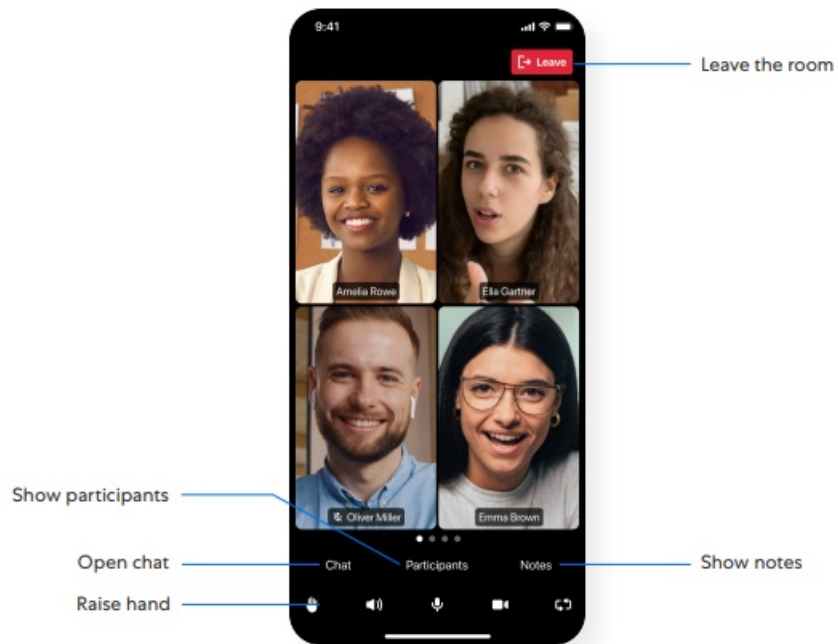 9:41
Leave
Leave the room
Amelia Rowe
Ella Gartner
Oliver Miller
Emma Brown
Show participants
Open chat
Chat
Participants
Notes
Show notes
Raise hand